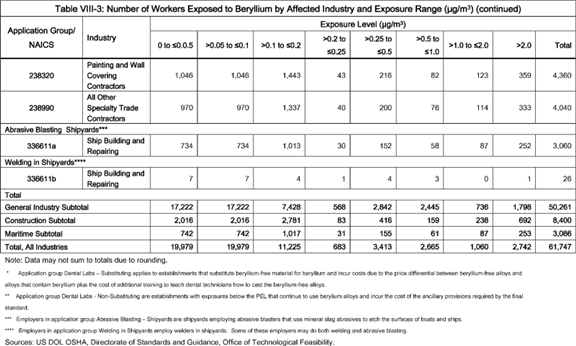 Table VIII-3: Number of Workers Exposed to Beryllium by Affected Industry and Exposure Range (µg/m³) (continued)
Application Group/ NAICS Industry Exposure Level (µg/m³)
0 to ≤0.0.5 >0.05 to ≤0.1 >0.1 to ≤0.2 >0.2 to ≤0.25 >0.25 to ≤0.5 >0.5 to ≤1.0 >1.0 to ≤2.0 >2.0 Total
238320 Painting and Wall Covering Contractors 1,046 1,046 1,443 43 216 82 123 359 4,360
238990 All Other Specialty Trade Contractors 970 970 1,337 40 200 76 114 333 4,040
Abrasive Blasting Shipyards***
336611a Ship Building and Repairing 734 734 1,013 30 152 58 87 252 3,060
Welding in Shipyards****
336611b Ship Building and Repairing 7 7 4 1 4 3 0 1 26
Total
General Industry Subtotal 17,222 17,222 7,428 568 2,842 2,445 736 1,798 50,261
Construction Subtotal 2,016 2,016 2,781 83 416 159 238 692 8,400
Maritime Subtotal 742 742 1,017 31 155 61 87 253 3,086
Total, All Industries 19,979 19,979 11,225 683 3,413 2,665 1,060 2,742 61,747
Note: Data may not sum to totals due to rounding.
* Application group Dental Labs – Substituting applies to establishments that substitute beryllium-free material for beryllium and incur costs due to the price differential between beryllium-free alloys and
alloys that contain beryllium plus the cost of additional training to teach dental technicians how to cast the beryllium-free alloys.
** Application group Dental Labs - Non-Substituting are establishments with exposures below the PEL that continue to use beryllium alloys and incur the cost of the ancillary provisions required by the final
standard.
*** Employers in application group Abrasive Blasting – Shipyards are shipyards employing abrasive blasters that use mineral slag abrasives to etch the surfaces of boats and ships.
**** Employers in application group Welding in Shipyards employ welders in shipyards. Some of these employers may do both welding and abrasive blasting.
Sources: US DOL OSHA, Directorate of Standards and Guidance, Office of Technological Feasibility.